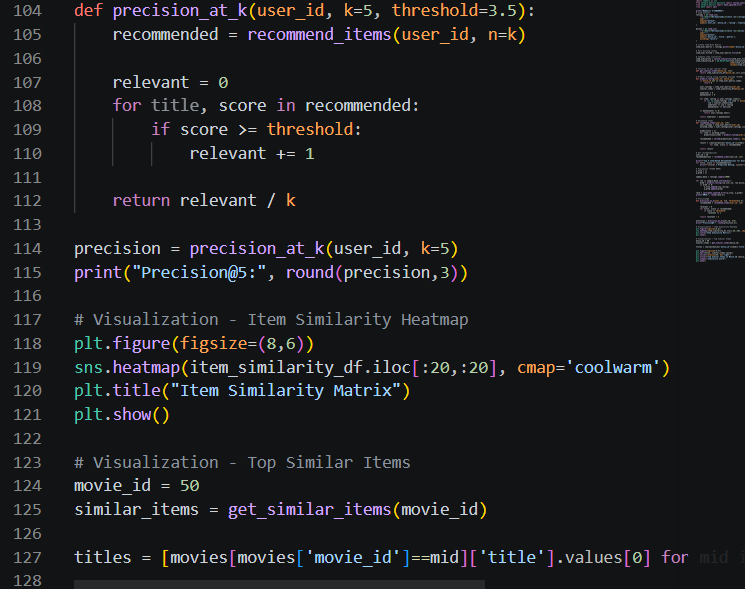 104 def precision_at_k(user_id, k=5, threshold=3.5):
105     recommended = recommend_items(user_id, n=k)
106
107     relevant = 0
108     for title, score in recommended:
109         if score >= threshold:
110             relevant += 1
111
112     return relevant / k
113
114 precision = precision_at_k(user_id, k=5)
115 print("Precision@5:", round(precision,3))
116
117 # Visualization - Item Similarity Heatmap
118 plt.figure(figsize=(8,6))
119 sns.heatmap(item_similarity_df.iloc[:20,:20], cmap='coolwarm')
120 plt.title("Item Similarity Matrix")
121 plt.show()
122
123 # Visualization - Top Similar Items
124 movie_id = 50
125 similar_items = get_similar_items(movie_id)
126
127 titles = [movies[movies['movie_id']==mid]['title'].values[0] for mid
128